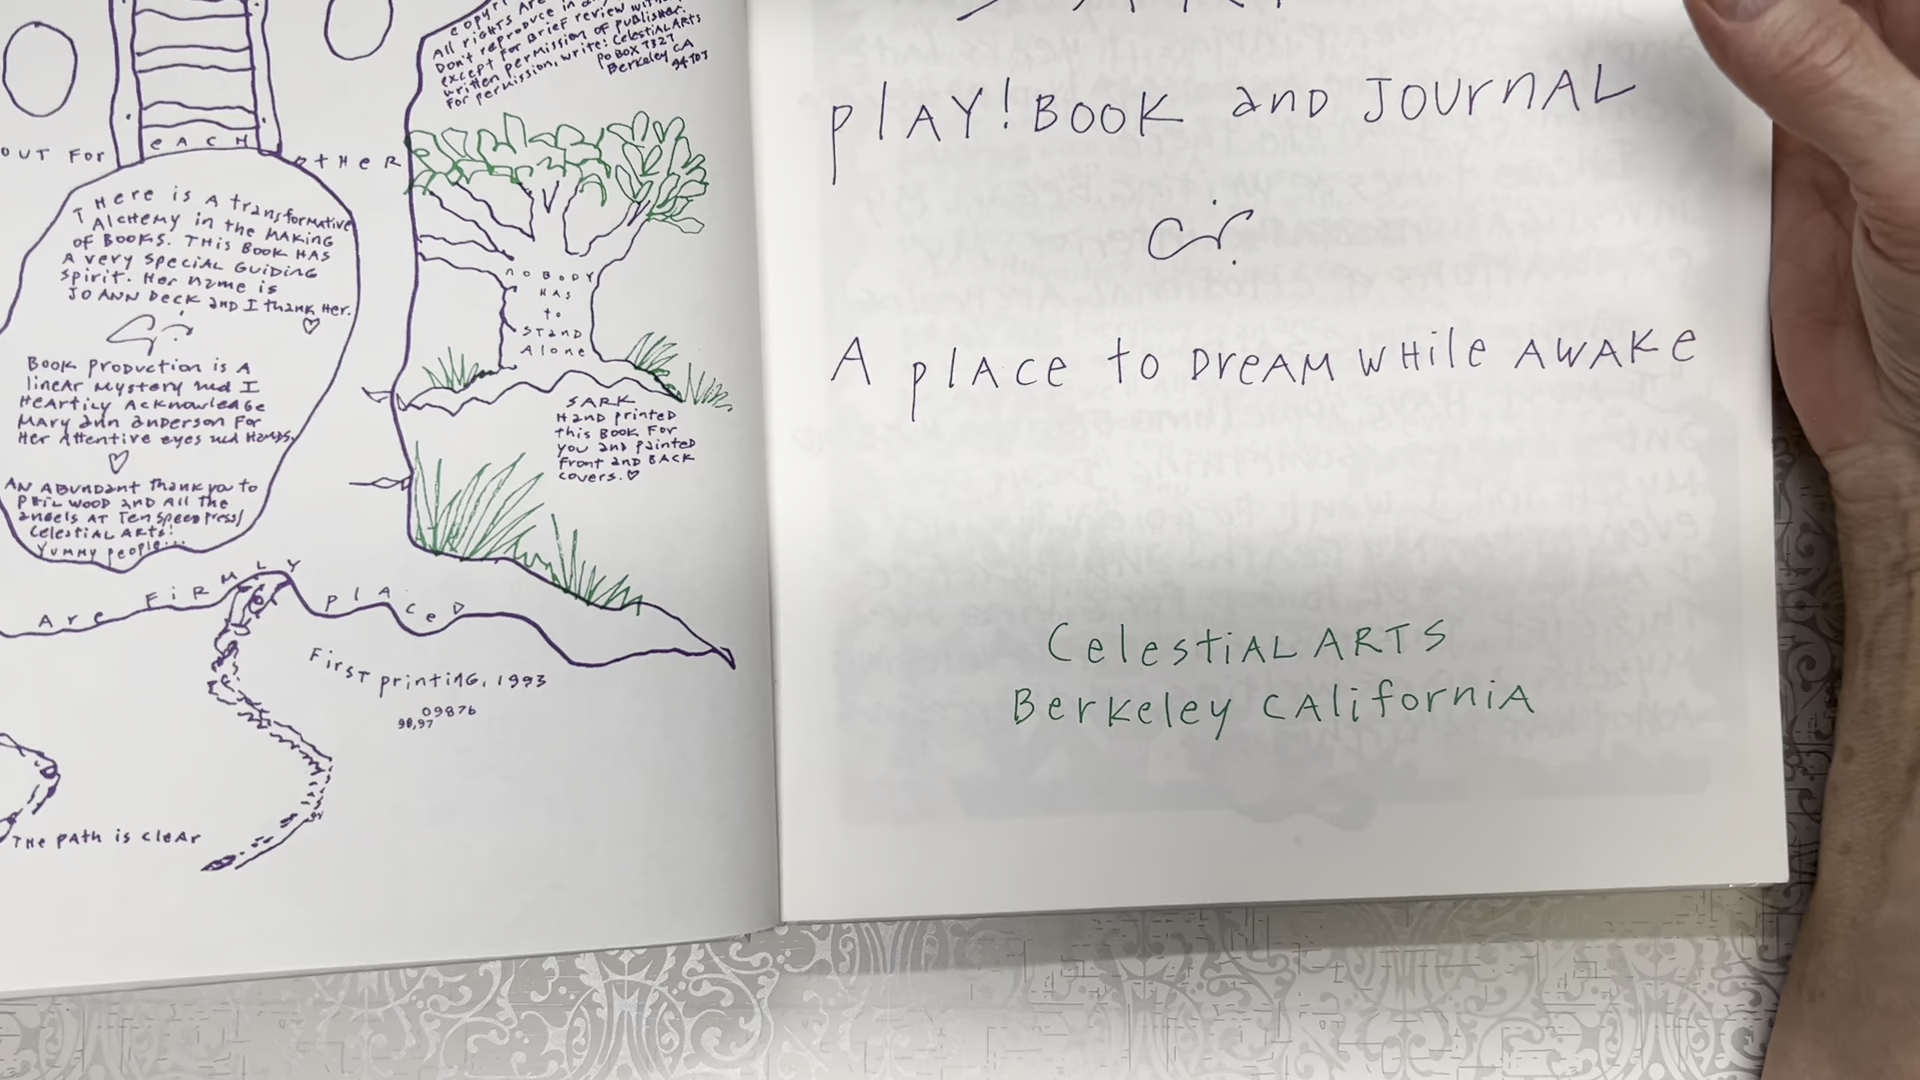 All rights are
Don't reproduce in
except for Brief review
written permission of publisher.
For permission, write: Celestial Arts
PO Box 7327
Berkeley CA
94707
OUT FOR EACH OTHER
THERE is A transformative
Alchemy in the MAKING
OF BOOKS. THIS BOOK HAS
A very special GUiDiNG
Spirit. Her name is
JO ANN DECK and I thank Her.
BOOK Production is A
linear mystery and I
Heartily Acknowledge
MARY ann anderson For
Her Attentive eyes and Hands.
AN Abundant thank you to
PHIL WOOD and All the
angels AT Ten Speed Press/
Celestial Arts!
YUMMY people...
noBODY
HAS
to
STanD
Alone
SARK
Hand printed
this BOOK For
you and painted
Front and BACK
covers.
Are FIRMLY PLACED
First printing, 1993
09876
98,97
THE PATH is cleAr
SARK
PLAY! BOOK and JOURNAL
A plAce to DreAM WHile AWAKe
CelestiAL ARTS
Berkeley CAliforniA